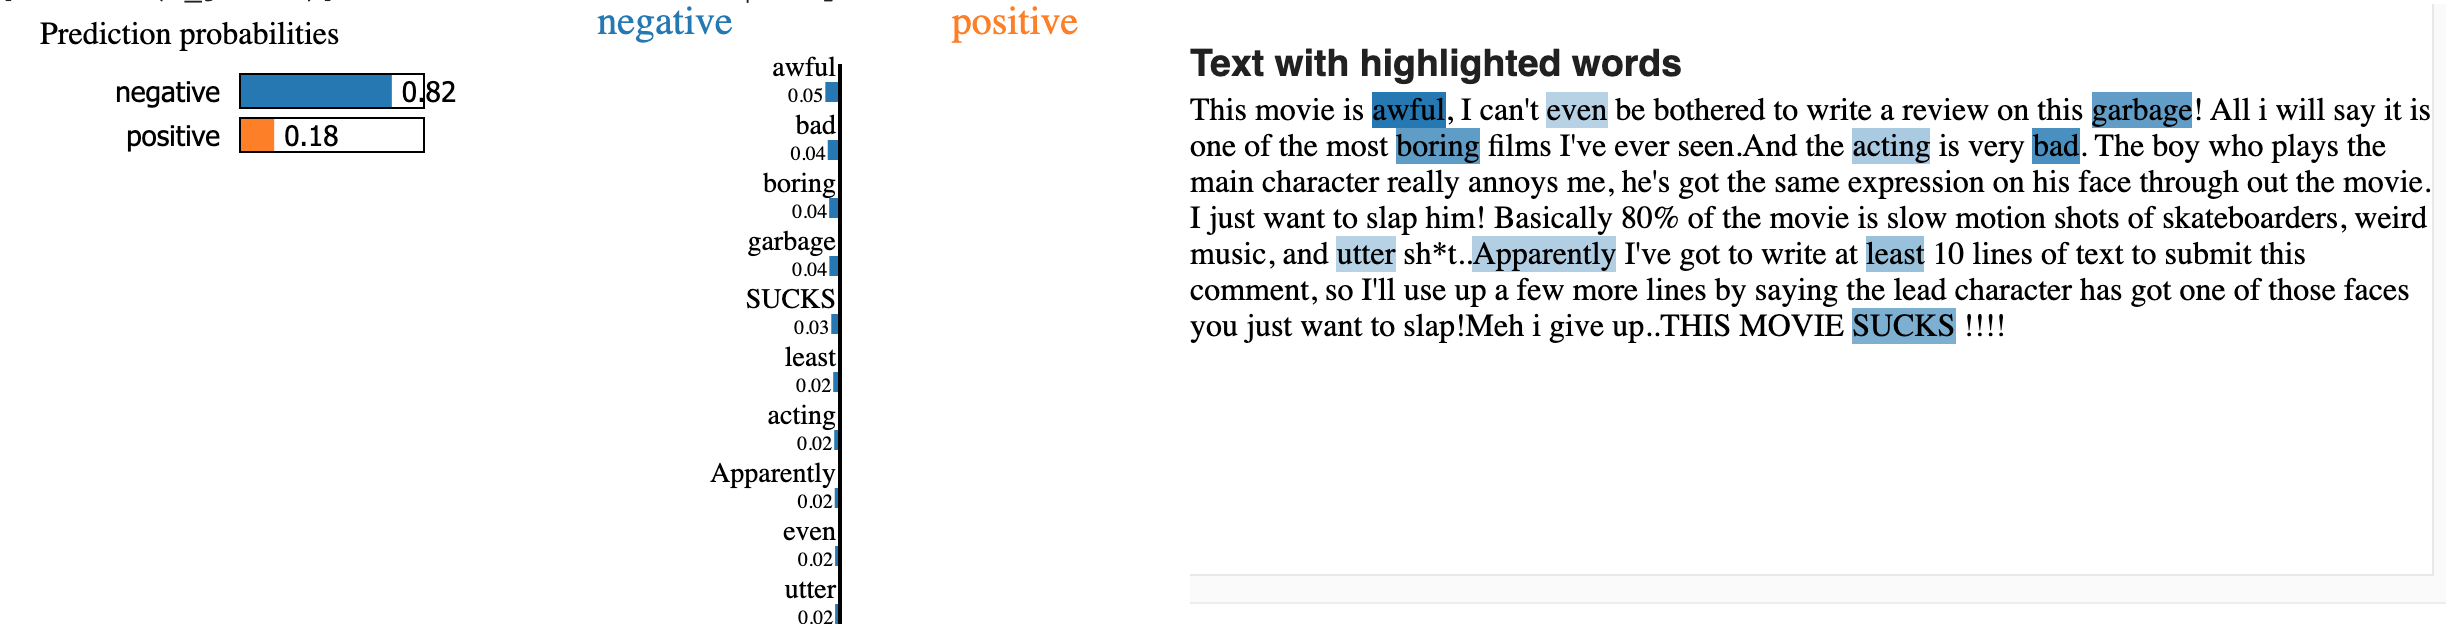 Prediction probabilities
negative 0.82
positive 0.18
negative positive
awful
0.05
bad
0.04
boring
0.04
garbage
0.04
SUCKS
0.03
least
0.02
acting
0.02
Apparently
0.02
even
0.02
utter
0.02
Text with highlighted words
This movie is awful, I can't even be bothered to write a review on this garbage! All i will say it is
one of the most boring films I've ever seen.And the acting is very bad. The boy who plays the
main character really annoys me, he's got the same expression on his face through out the movie.
I just want to slap him! Basically 80% of the movie is slow motion shots of skateboarders, weird
music, and utter sh*t..Apparently I've got to write at least 10 lines of text to submit this
comment, so I'll use up a few more lines by saying the lead character has got one of those faces
you just want to slap!Meh i give up..THIS MOVIE SUCKS !!!!